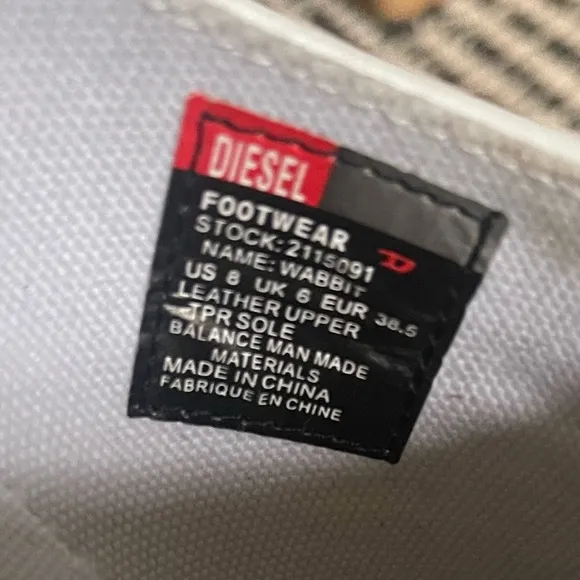 DIESEL
FOOTWEAR
STOCK: 2115091
NAME: WABBIT
US 8 UK 6 EUR 38.5
LEATHER UPPER
TPR SOLE
BALANCE MAN MADE
MATERIALS
MADE IN CHINA
FABRIQUE EN CHINE